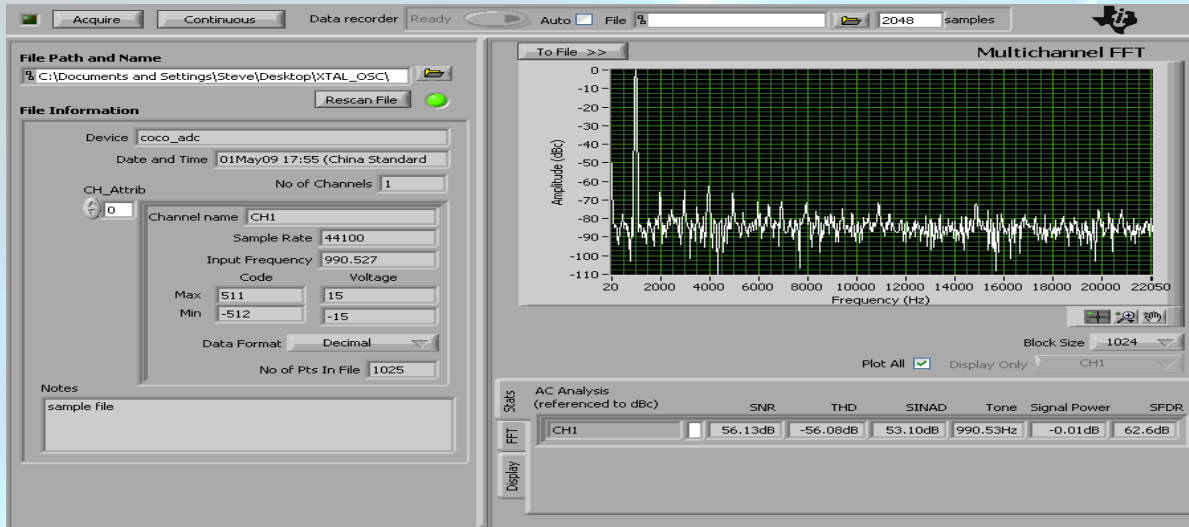 Acquire Continuous Data recorder Ready Auto File 2048 samples
File Path and Name
C:\Documents and Settings\Steve\Desktop\XTAL_OSC\
Rescan File
File Information
Device coco_adc
Date and Time 01May09 17:55 (China Standard
No of Channels 1
CH_Attrib
0
Channel name CH1
Sample Rate 44100
Input Frequency 990.527
Code Voltage
Max 511 15
Min -512 -15
Data Format Decimal
No of Pts In File 1025
Notes
sample file
To File >> Multichannel FFT
Amplitude (dBc)
0
-10
-20
-30
-40
-50
-60
-70
-80
-90
-100
-110
20 2000 4000 6000 8000 10000 12000 14000 16000 18000 20000 22050
Frequency (Hz)
Block Size 1024
Plot All Display Only CH1
Stats
FFT
Display
AC Analysis
(referenced to dBc) SNR THD SINAD Tone Signal Power SFDR
CH1 56.13dB -56.08dB 53.10dB 990.53Hz -0.01dB 62.6dB